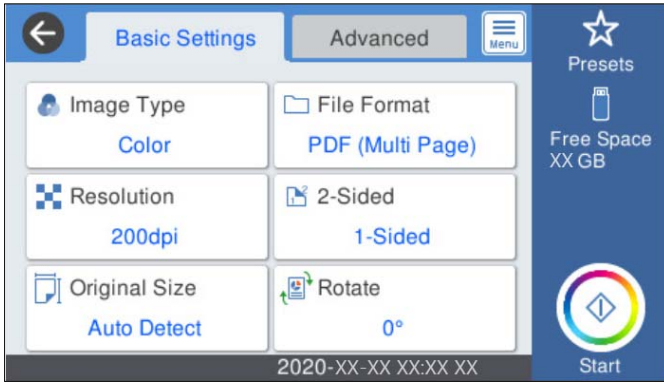 Basic Settings
Advanced
Menu
Presets
Image Type
Color
File Format
PDF (Multi Page)
Free Space
XX GB
Resolution
200dpi
2-Sided
1-Sided
Original Size
Auto Detect
Rotate
0°
2020-XX-XX XX:XX XX
Start